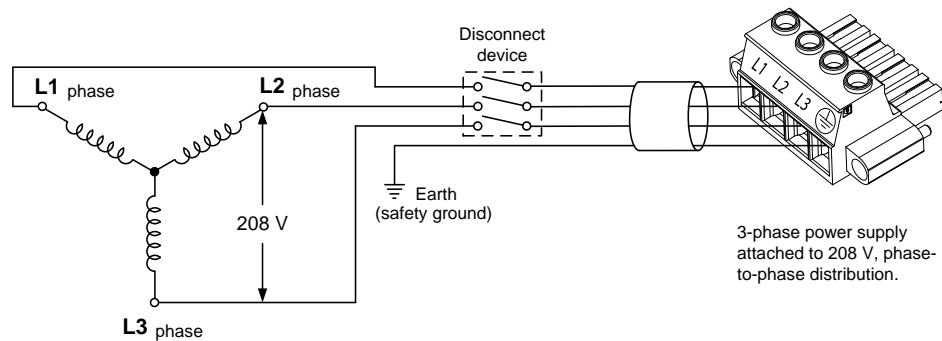 Disconnect
device
L1 phase
L2 phase
L1
L2
L3
208 V
Earth
(safety ground)
3-phase power supply
attached to 208 V, phase-
to-phase distribution.
L3 phase